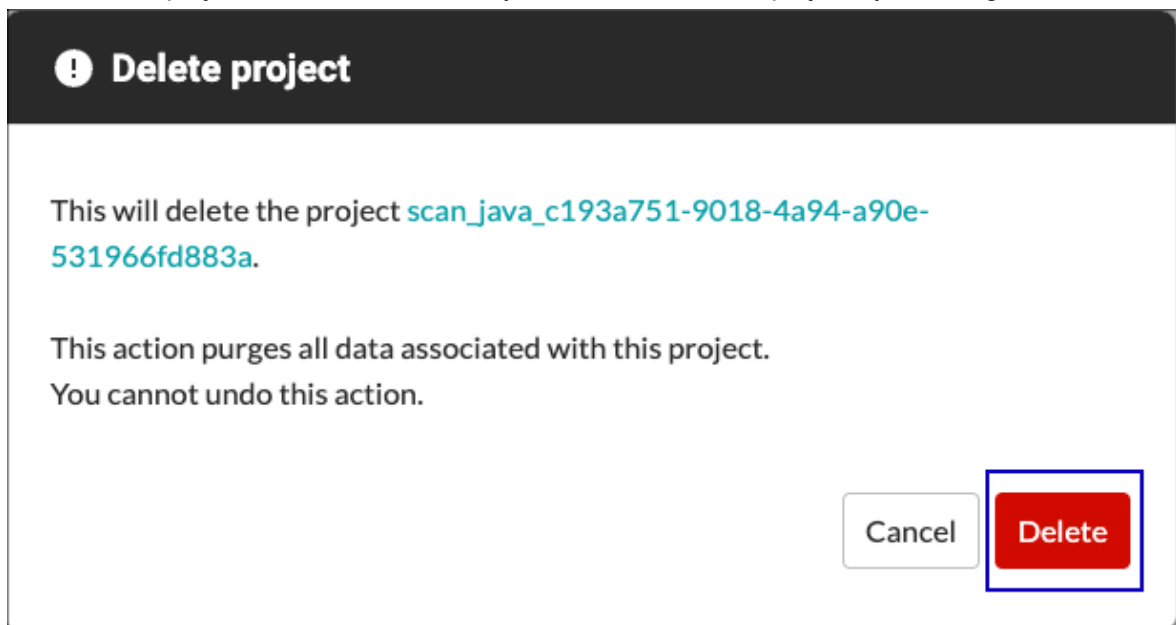 Delete project
This will delete the project scan_java_c193a751-9018-4a94-a90e-
531966fd883a.
This action purges all data associated with this project.
You cannot undo this action.
Cancel
Delete